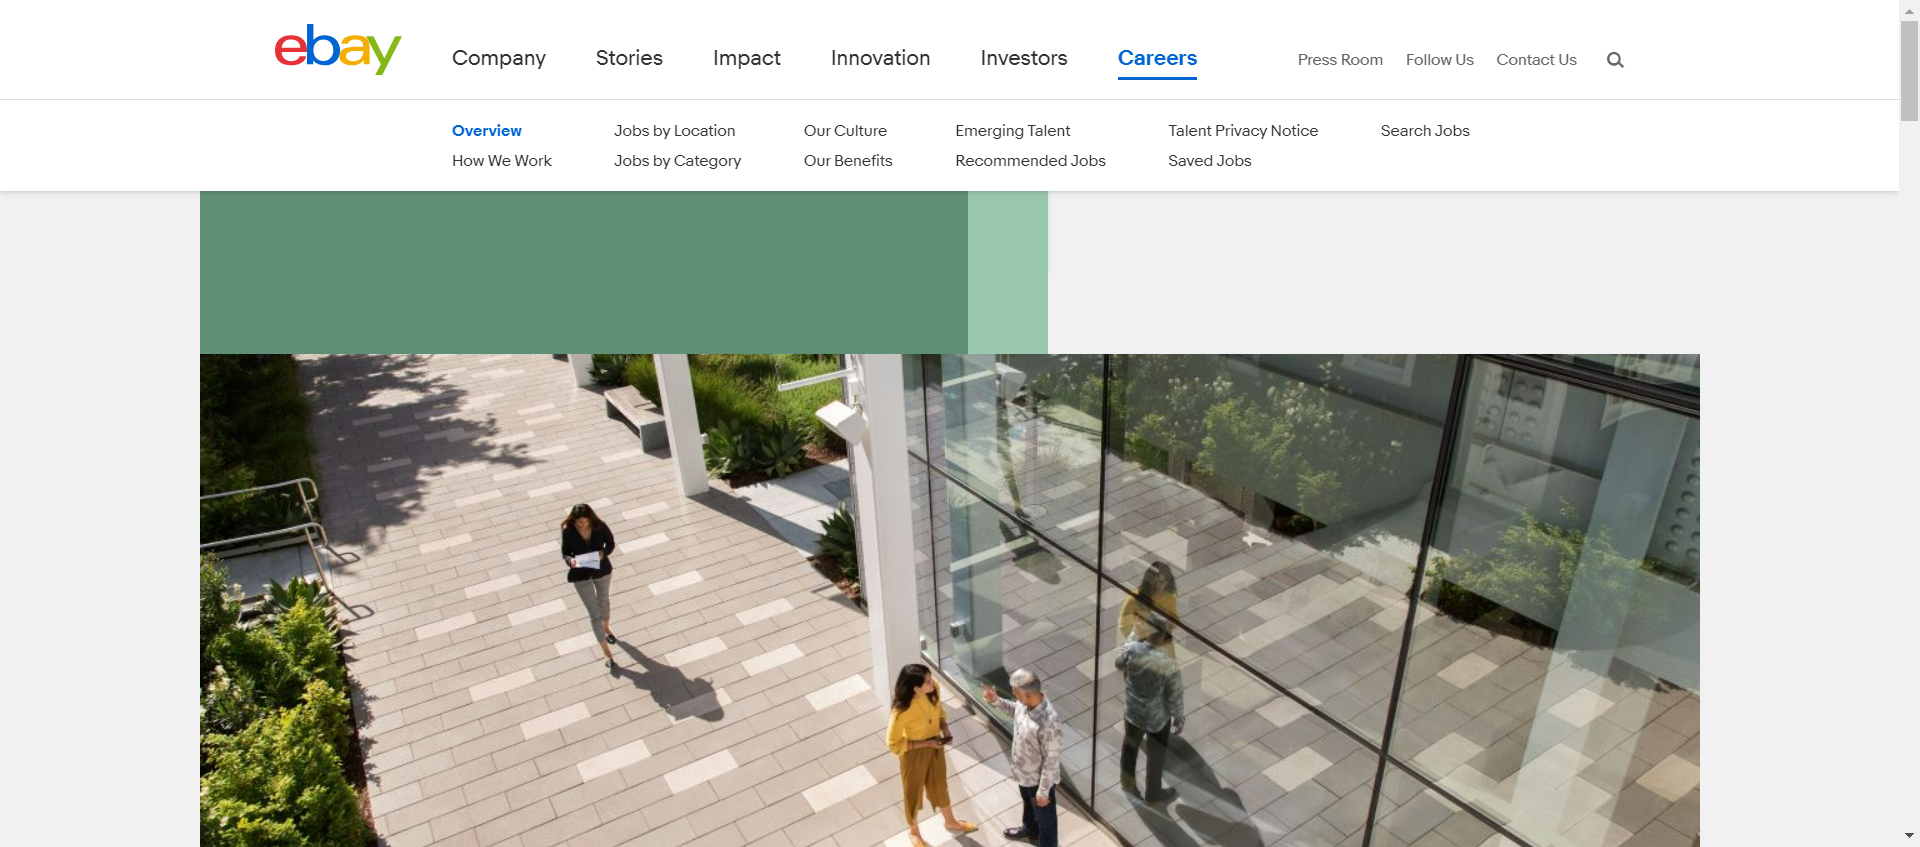 ebay Company Stories Impact Innovation Investors Careers Press Room Follow Us Contact Us
Overview Jobs by Location Our Culture Emerging Talent Talent Privacy Notice Search Jobs
How We Work Jobs by Category Our Benefits Recommended Jobs Saved Jobs